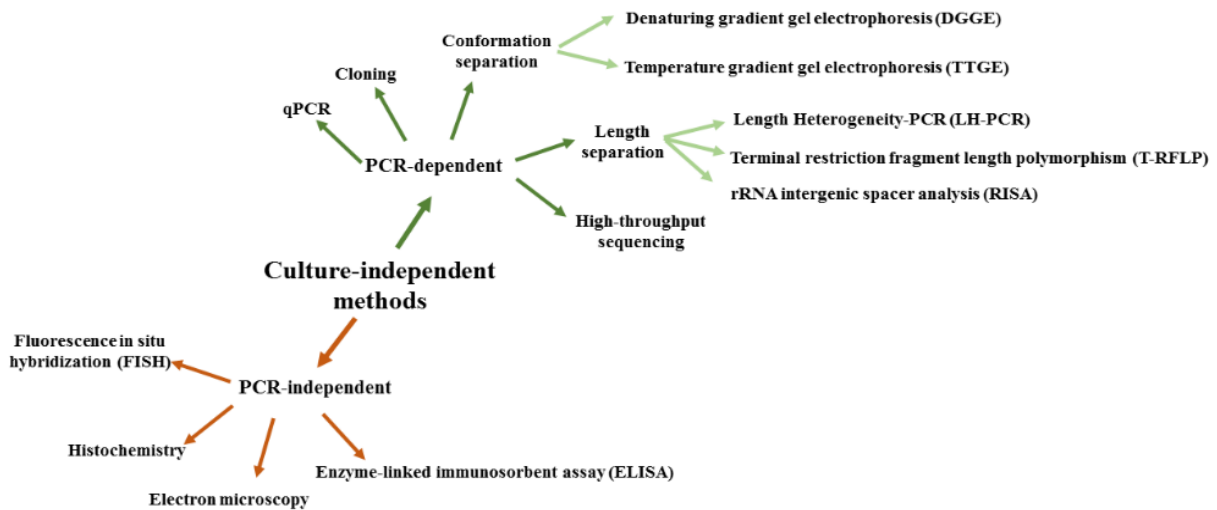 Denaturing gradient gel electrophoresis (DGGE)
Conformation
separation
Temperature gradient gel electrophoresis (TTGE)
Cloning
qPCR
Length Heterogeneity-PCR (LH-PCR)
Length
separation
PCR-dependent
Terminal restriction fragment length polymorphism (T-RFLP)
rRNA intergenic spacer analysis (RISA)
High-throughput
sequencing
Culture-independent
methods
Fluorescence in situ
hybridization (FISH)
PCR-independent
Histochemistry
Enzyme-linked immunosorbent assay (ELISA)
Electron microscopy